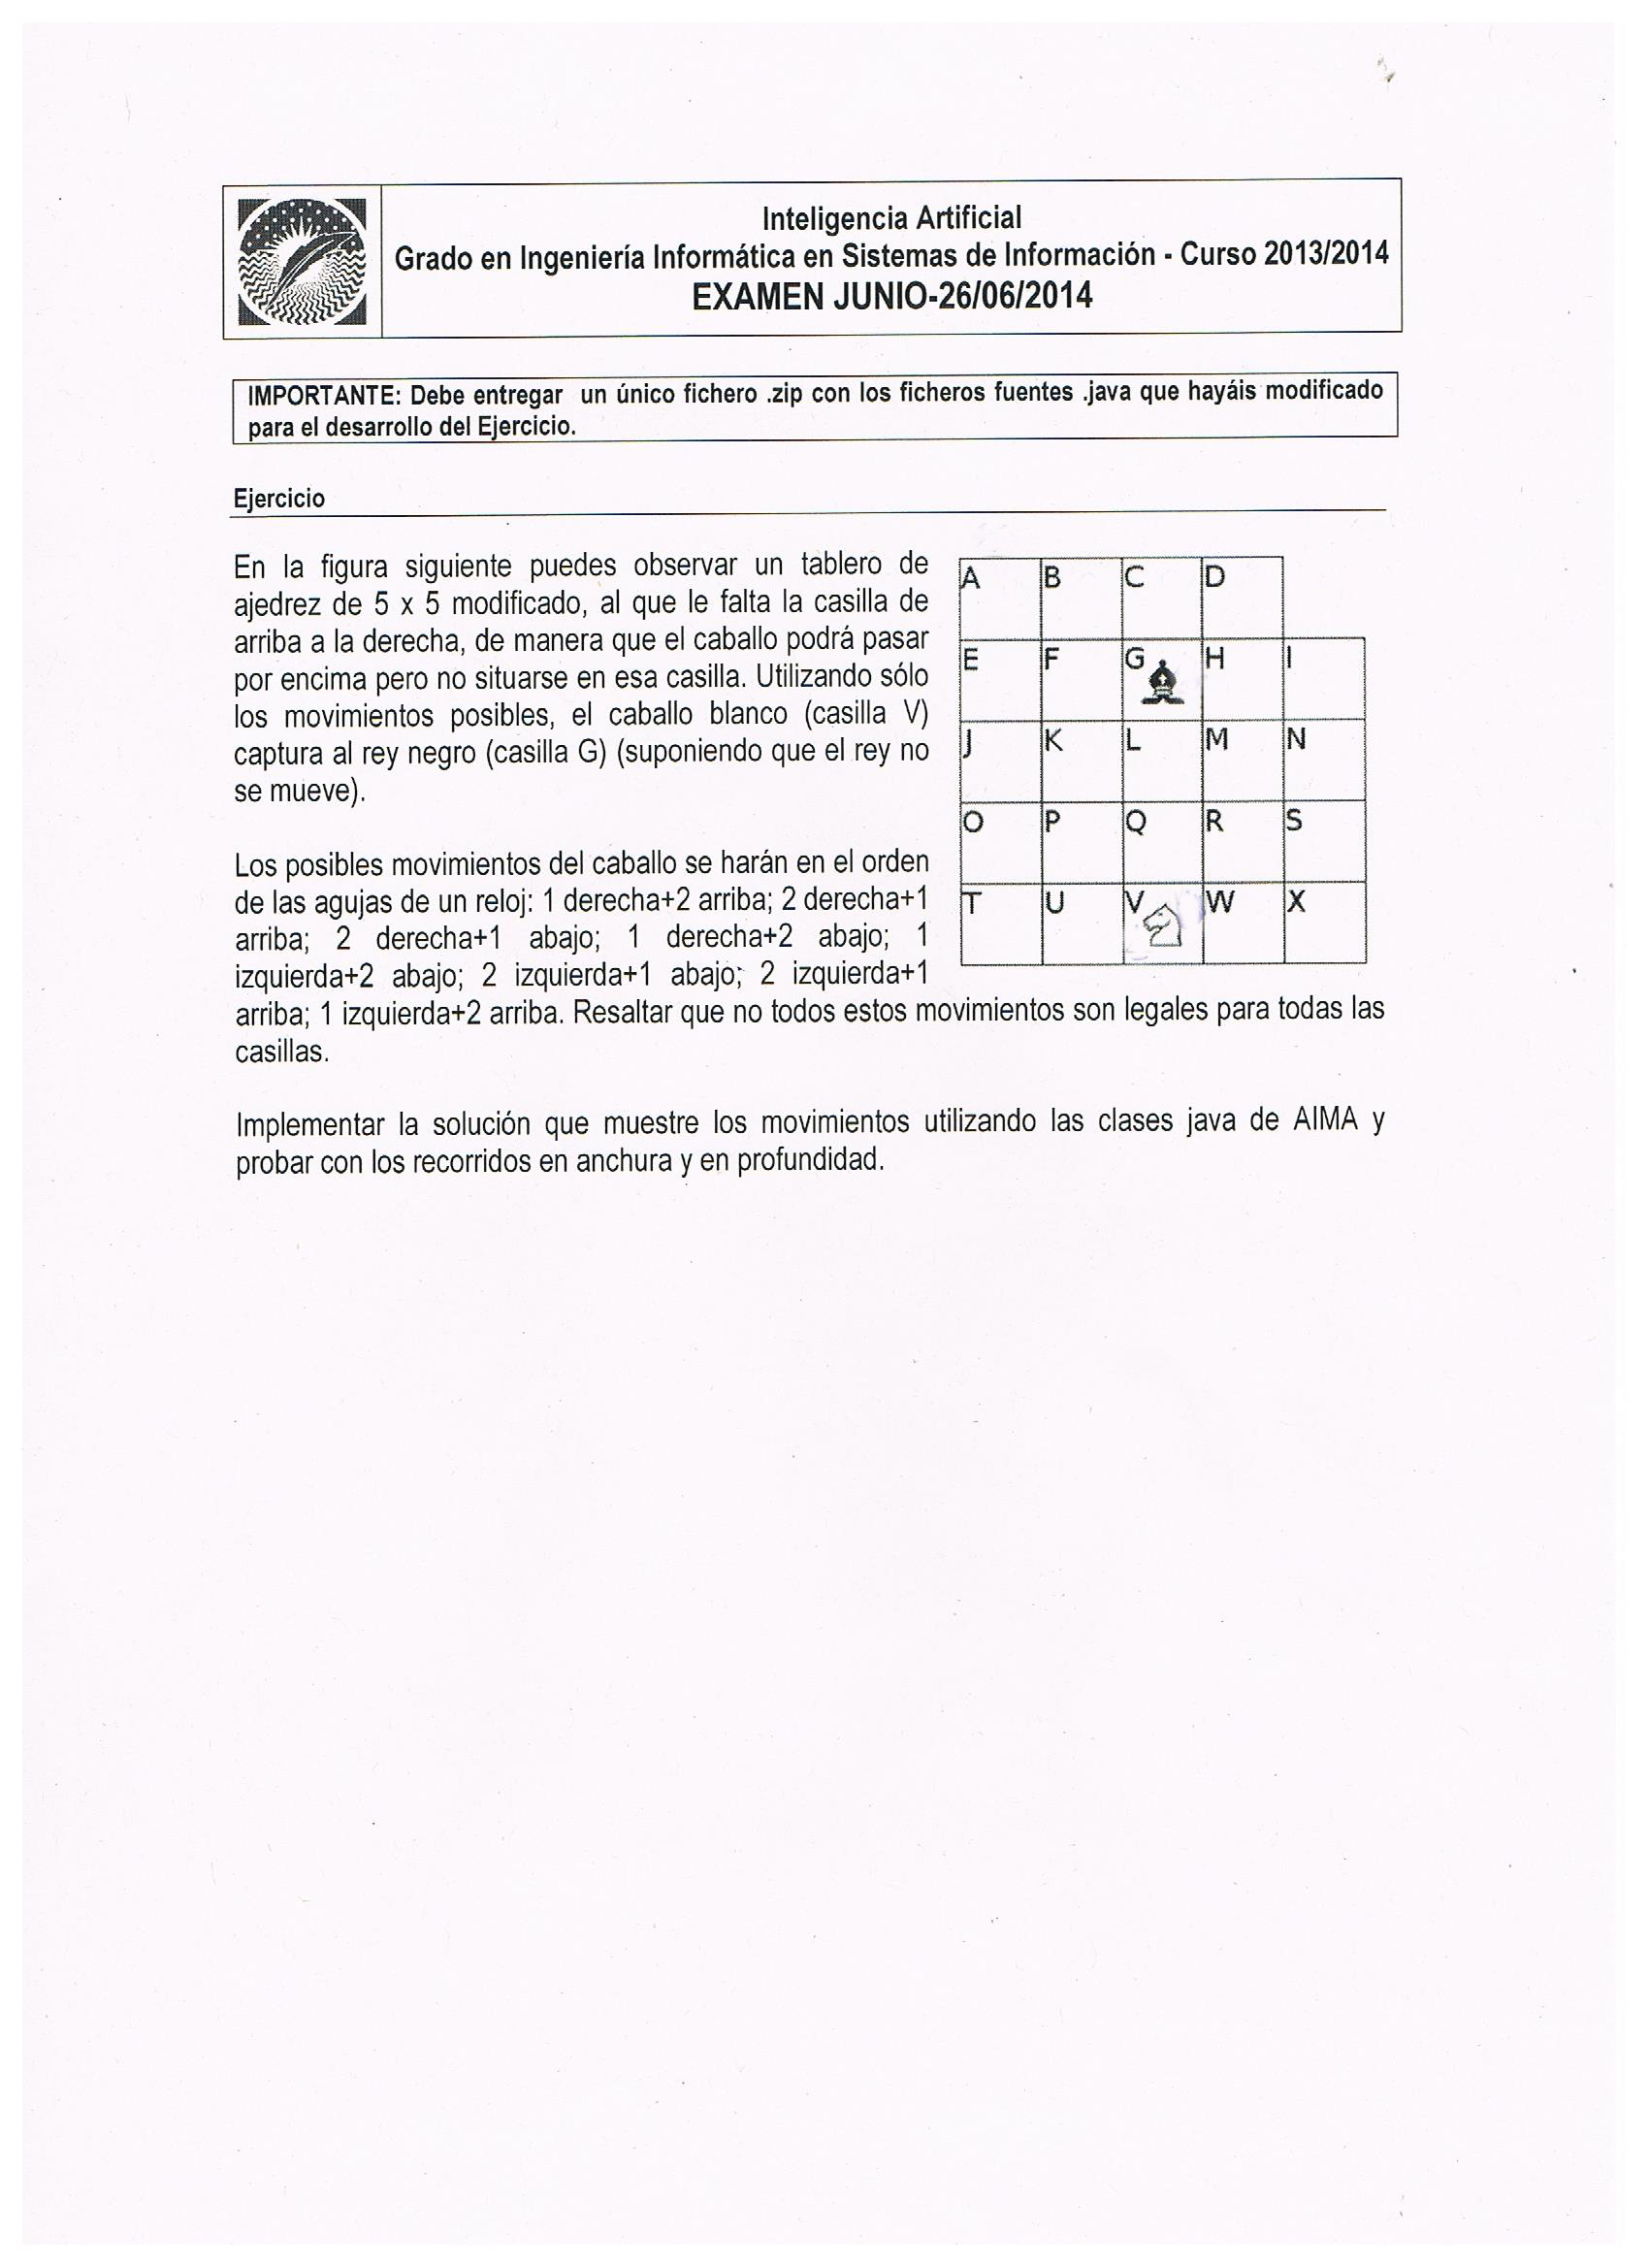 Inteligencia Artificial
Grado en Ingeniería Informática en Sistemas de Información - Curso 2013/2014
EXAMEN JUNIO-26/06/2014
IMPORTANTE: Debe entregar un único fichero .zip con los ficheros fuentes .java que hayáis modificado
para el desarrollo del Ejercicio.
Ejercicio
En la figura siguiente puedes observar un tablero de
ajedrez de 5 x 5 modificado, al que le falta la casilla de
arriba a la derecha, de manera que el caballo podrá pasar
por encima pero no situarse en esa casilla. Utilizando sólo
los movimientos posibles, el caballo blanco (casilla V)
captura al rey negro (casilla G) (suponiendo que el rey no
se mueve).
Los posibles movimientos del caballo se harán en el orden
de las agujas de un reloj: 1 derecha+2 arriba; 2 derecha+1
arriba; 2 derecha+1 abajo; 1 derecha+2 abajo; 1
izquierda+2 abajo; 2 izquierda+1 abajo; 2 izquierda+1
arriba; 1 izquierda+2 arriba. Resaltar que no todos estos movimientos son legales para todas las
casillas.
A B C D
E F G H I
J K L M N
O P Q R S
T U V W X
Implementar la solución que muestre los movimientos utilizando las clases java de AIMA y
probar con los recorridos en anchura y en profundidad.